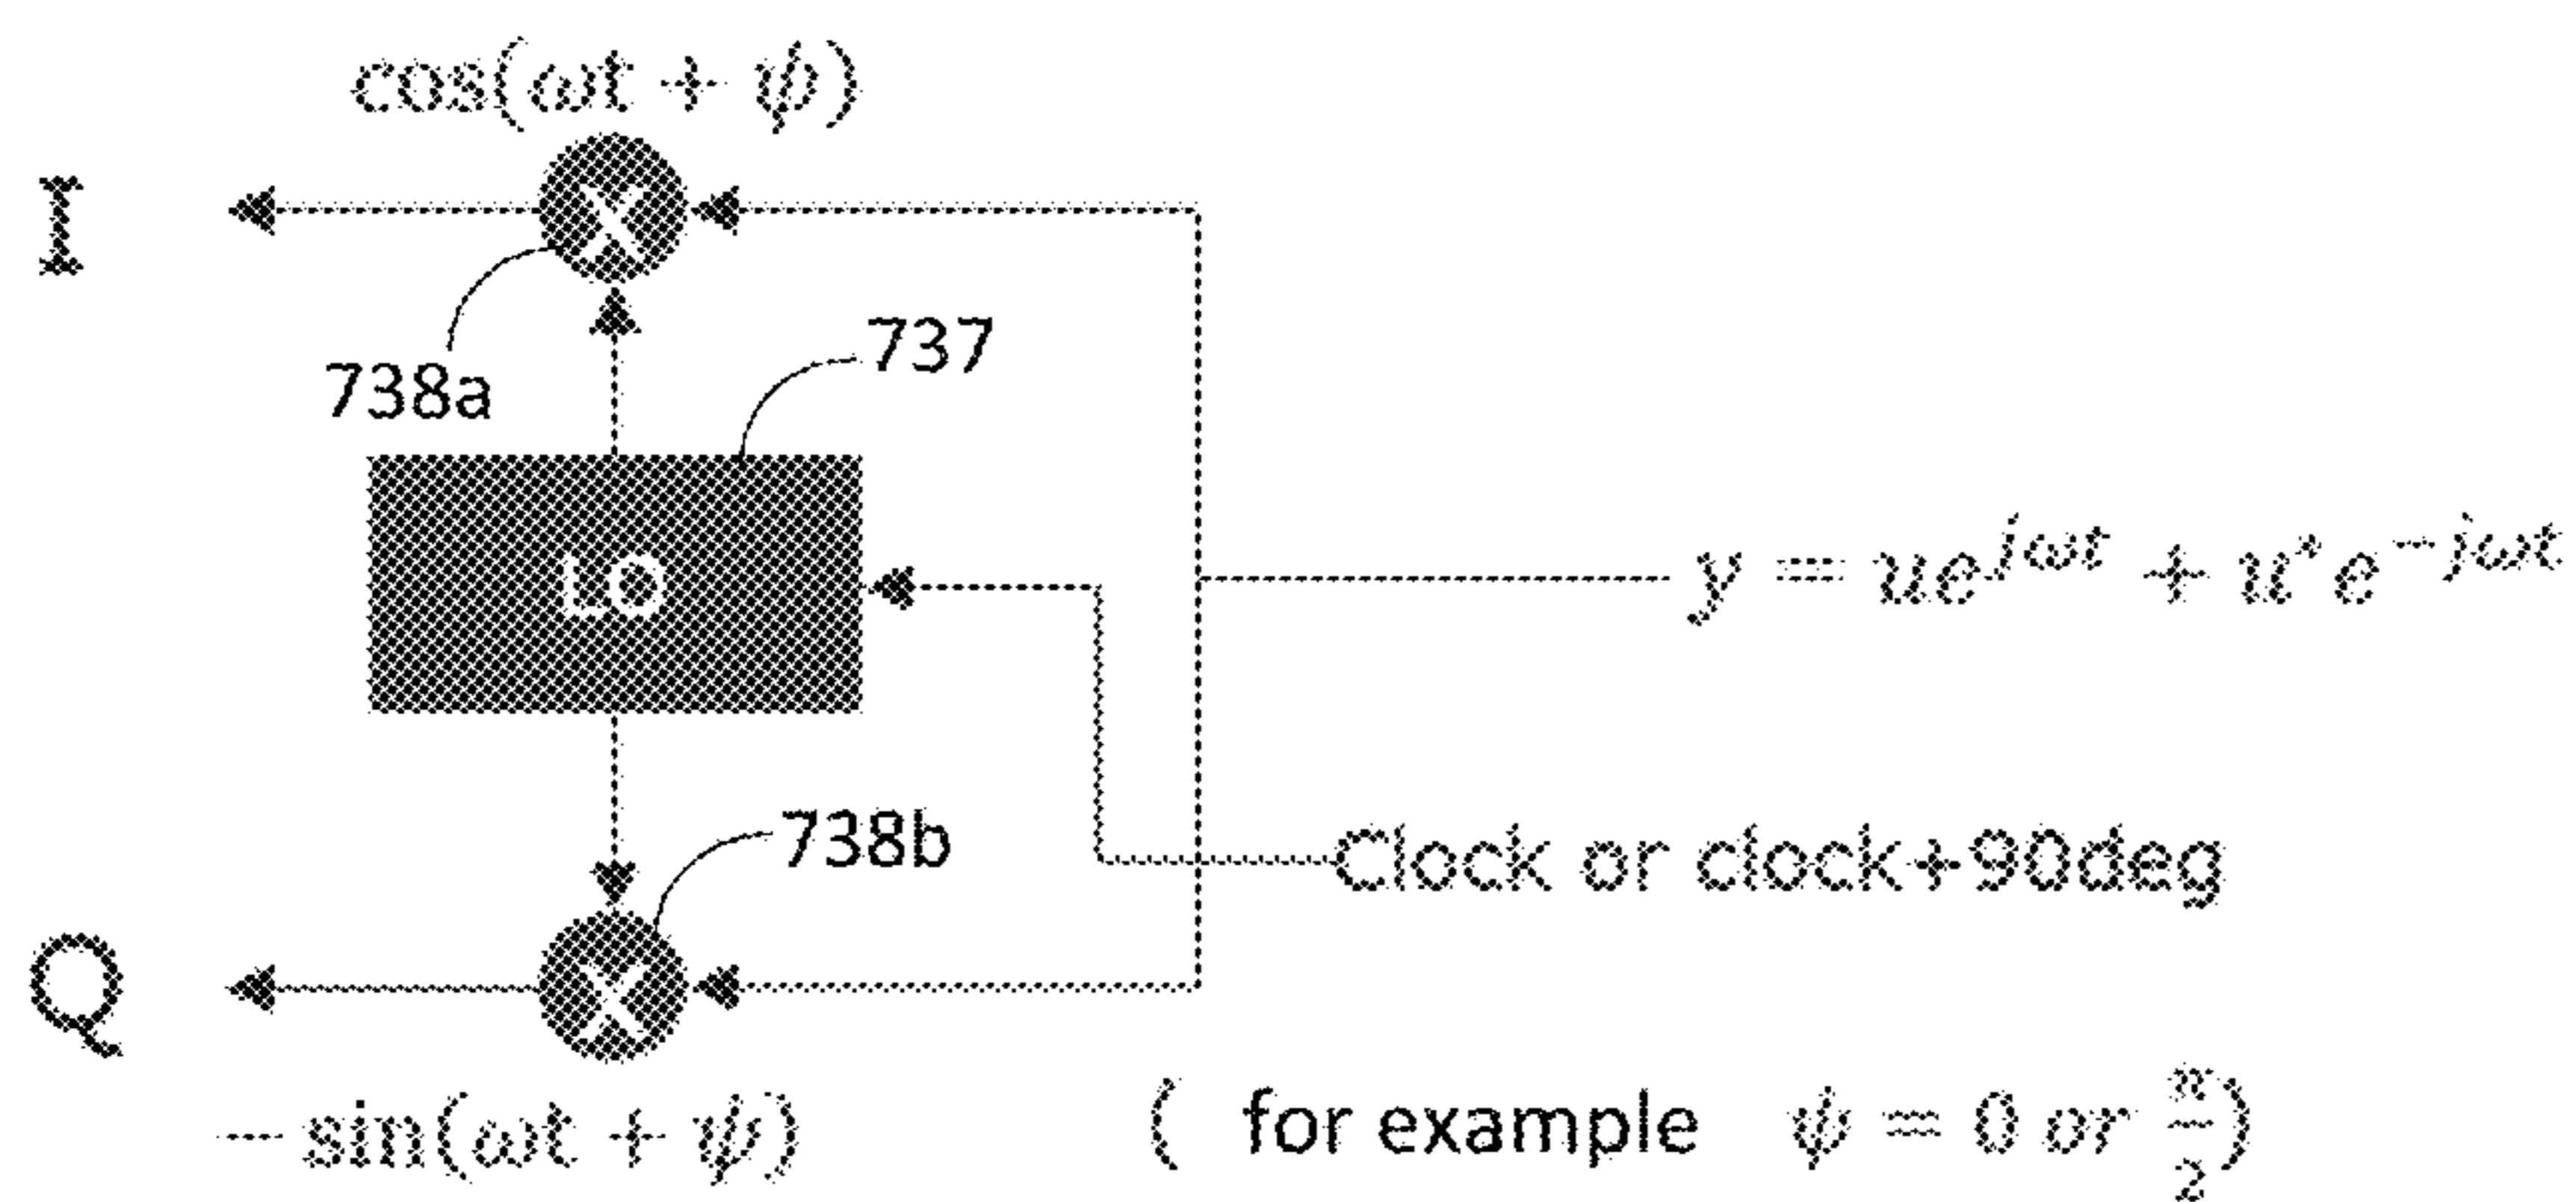 cos(ωt + ψ)
I
738a
737
LO
y = ue^{jωt} + u*e^{-jωt}
738b
Clock or clock+90deg
Q
− sin(ωt + ψ)
( for example ψ = 0 or π/2)